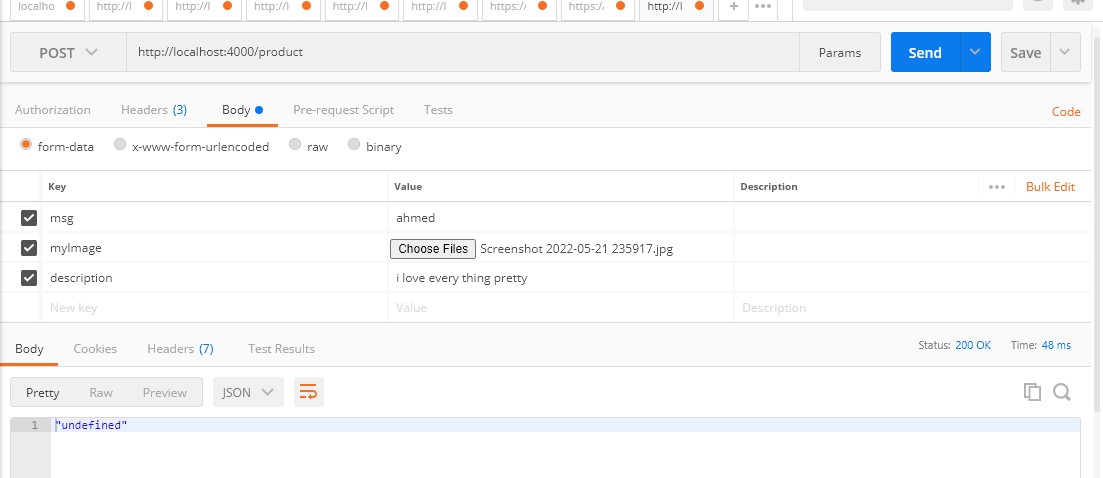 localho http://l http://l http://l http://l http://l https:/ https:/ http://l + •••
POST http://localhost:4000/product Params Send Save
Authorization Headers (3) Body Pre-request Script Tests Code
form-data x-www-form-urlencoded raw binary
Key Value Description ••• Bulk Edit
msg ahmed
myImage Choose Files Screenshot 2022-05-21 235917.jpg
description i love every thing pretty
New key Value Description
Body Cookies Headers (7) Test Results Status: 200 OK Time: 48 ms
Pretty Raw Preview JSON
1 "undefined"